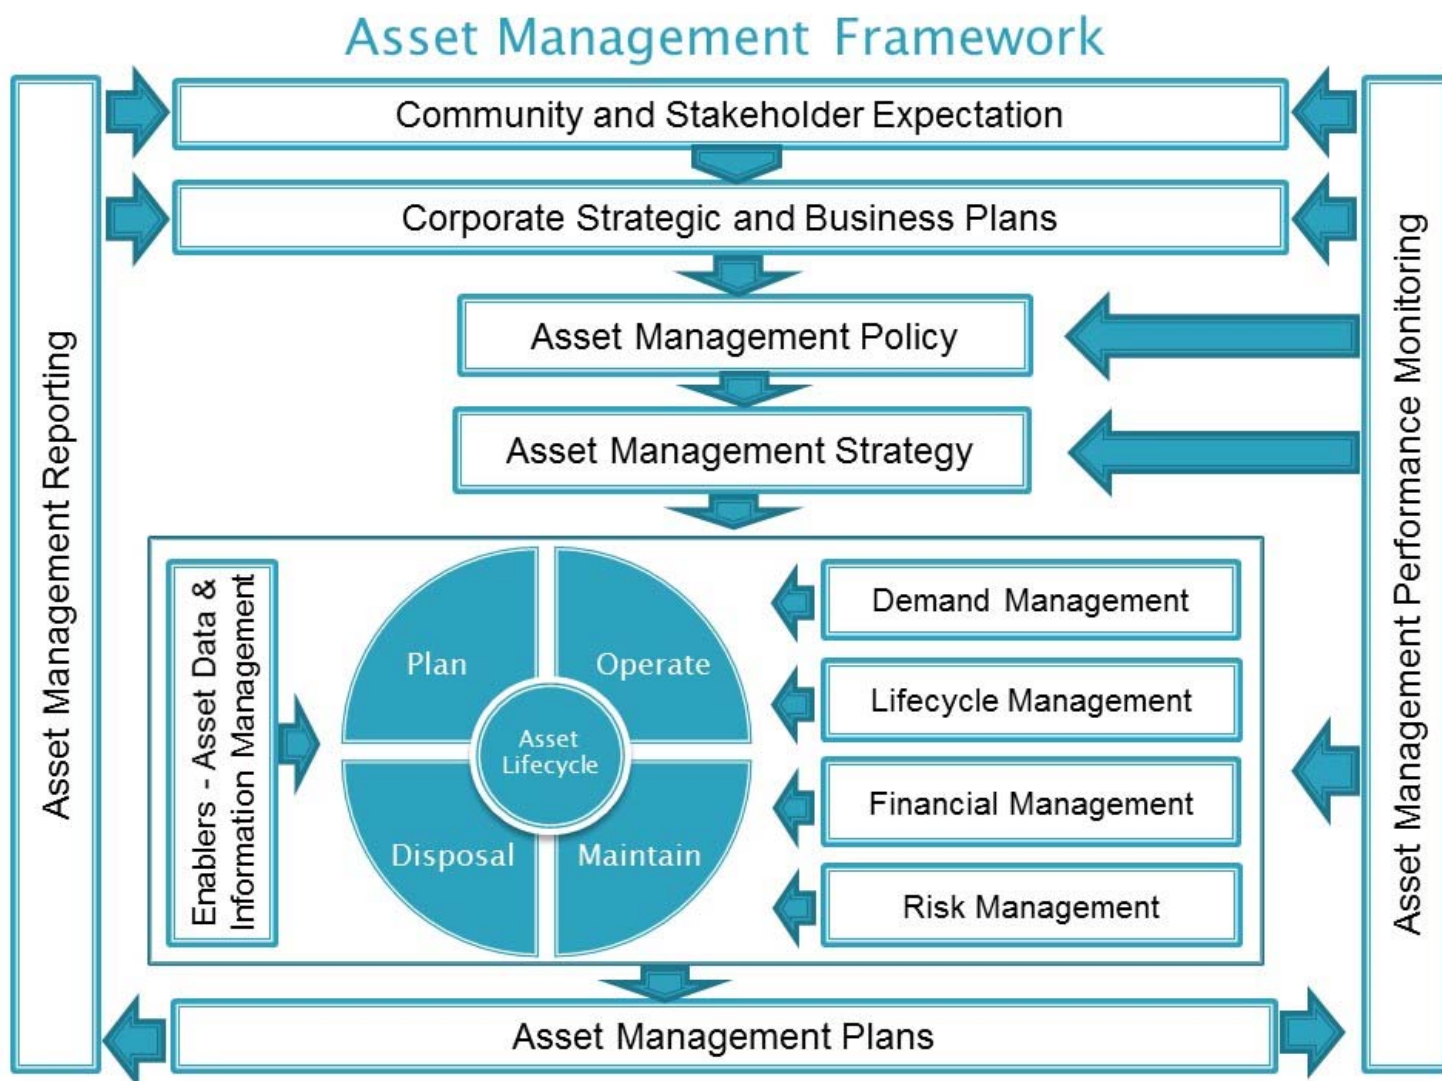 Asset Management Framework
Asset Management Reporting
Community and Stakeholder Expectation
Corporate Strategic and Business Plans
Asset Management Policy
Asset Management Strategy
Enablers - Asset Data &
Information Management
Plan
Operate
Asset
Lifecycle
Disposal
Maintain
Demand Management
Lifecycle Management
Financial Management
Risk Management
Asset Management Plans
Asset Management Performance Monitoring